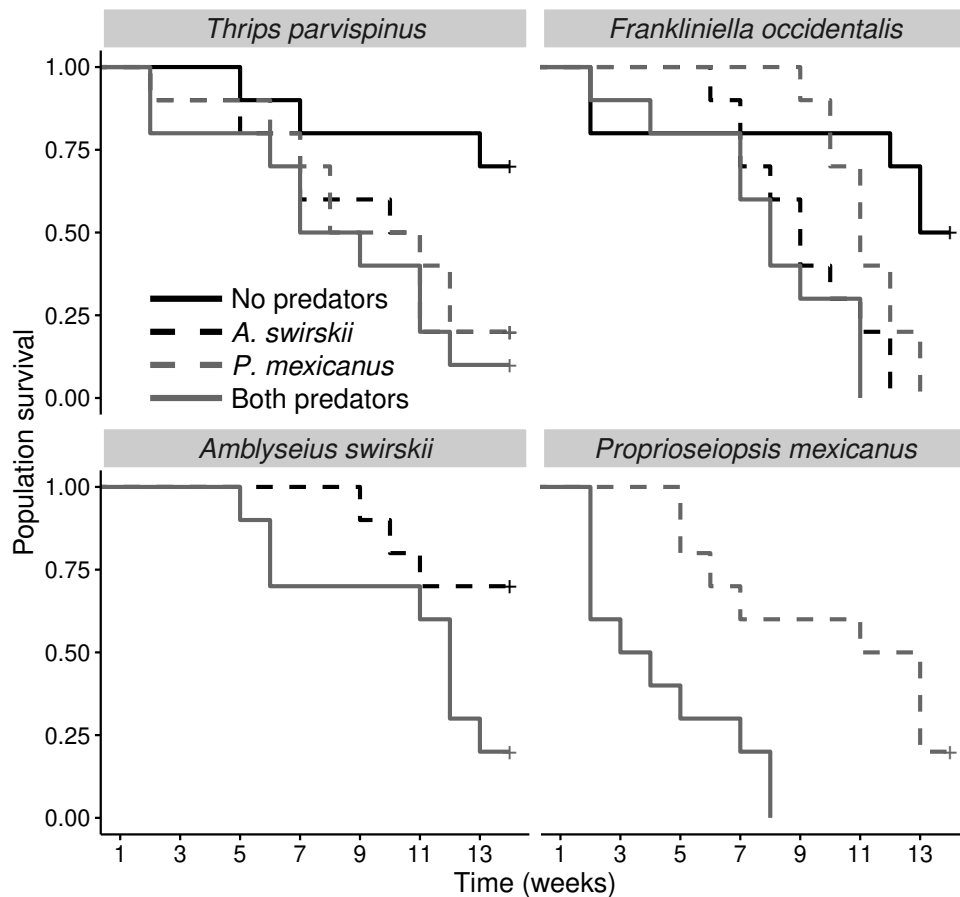 Thrips parvispinus
Frankliniella occidentalis
1.00
0.75
0.50
0.25
0.00
No predators
A. swirskii
P. mexicanus
Both predators
Population survival
Amblyseius swirskii
Proprioseiopsis mexicanus
1.00
0.75
0.50
0.25
0.00
1 3 5 7 9 11 13
1 3 5 7 9 11 13
Time (weeks)